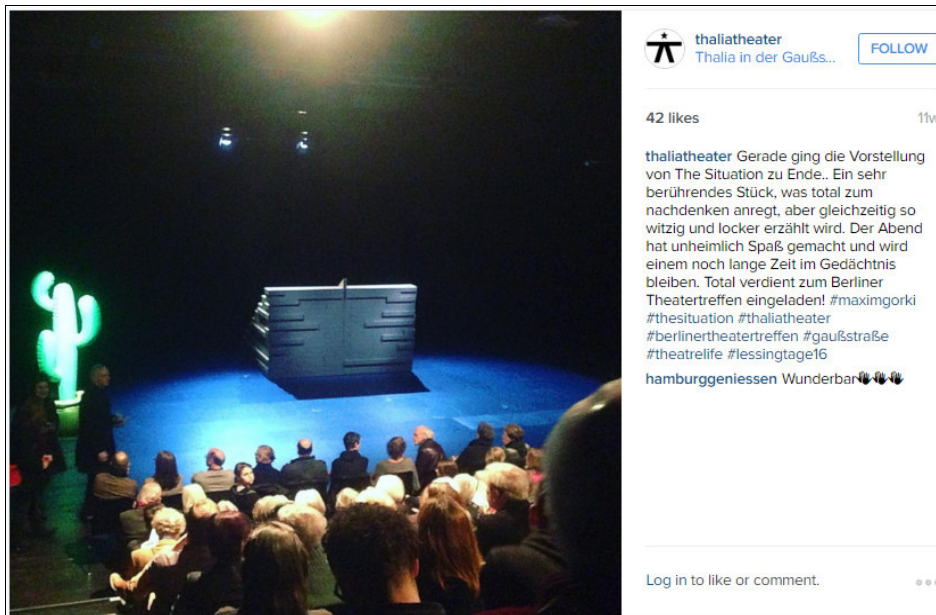 thaliatheater
Thalia in der Gaußs...
FOLLOW
42 likes
11w
thaliatheater Gerade ging die Vorstellung
von The Situation zu Ende.. Ein sehr
berührendes Stück, was total zum
nachdenken anregt, aber gleichzeitig so
witzig und locker erzählt wird. Der Abend
hat unheimlich Spaß gemacht und wird
einem noch lange Zeit im Gedächtnis
bleiben. Total verdient zum Berliner
Theatertreffen eingeladen! #maximgorki
#thesituation #thaliatheater
#berlinertheatertreffen #gaußstraße
#theatrelife #lessingtage16
hamburggeniessen Wunderbar👋👋👋
Log in to like or comment.